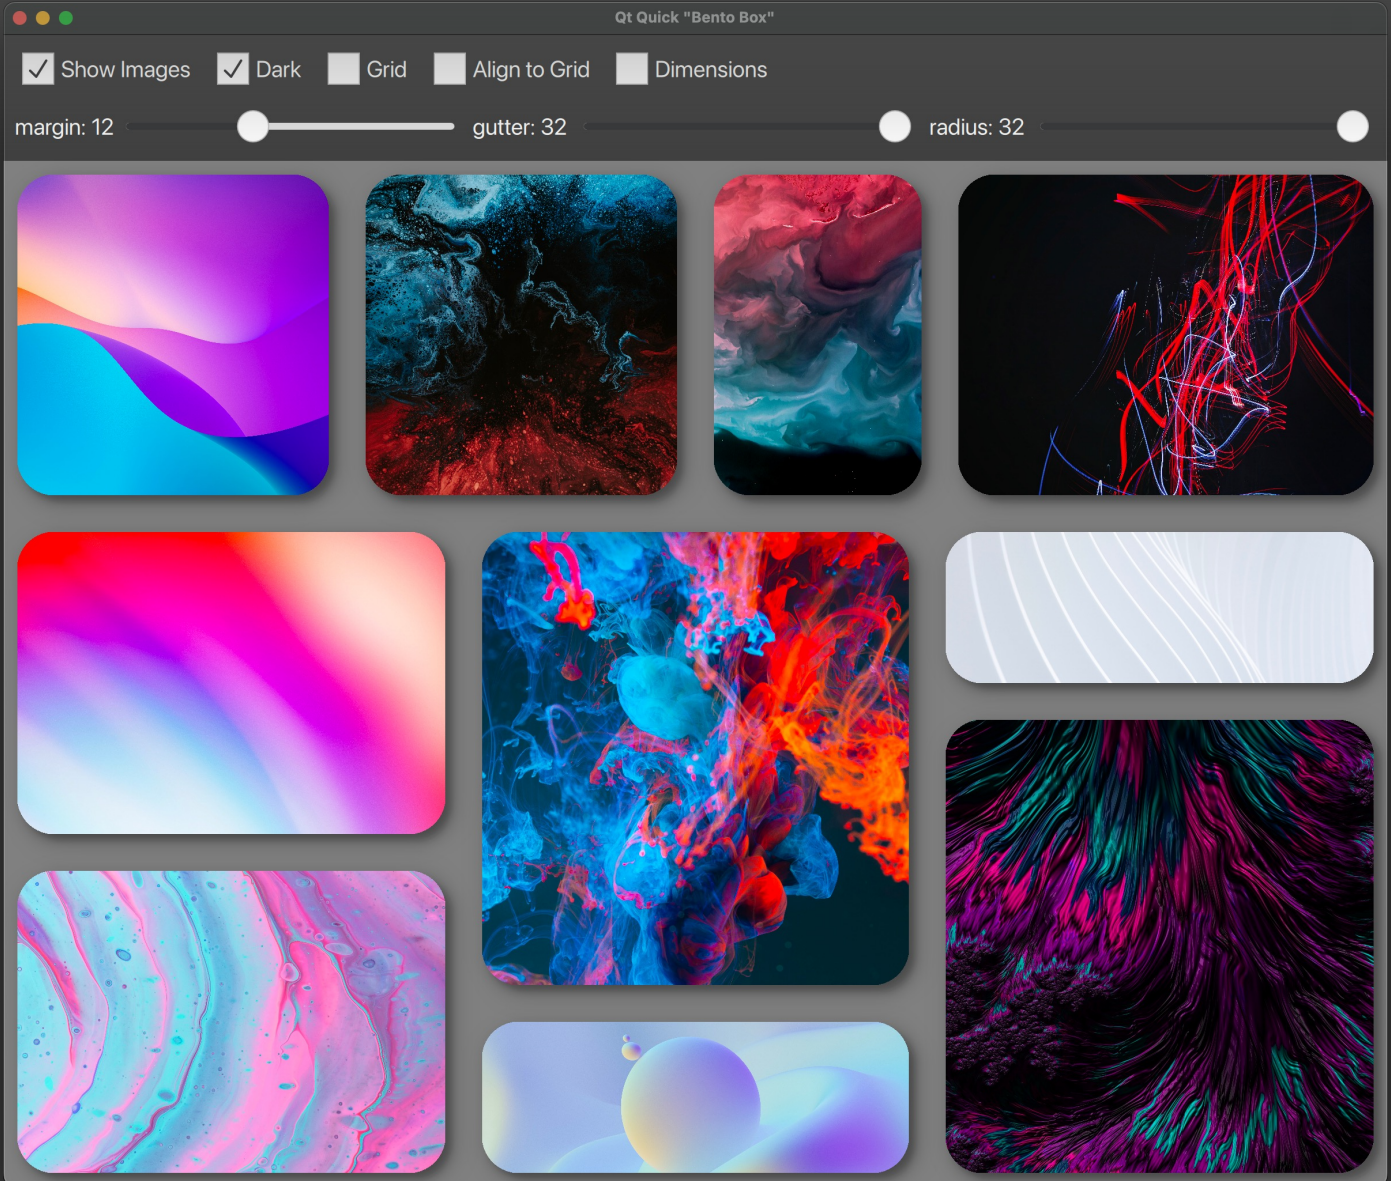 Qt Quick "Bento Box"
Show Images Dark Grid Align to Grid Dimensions
margin: 12 gutter: 32 radius: 32